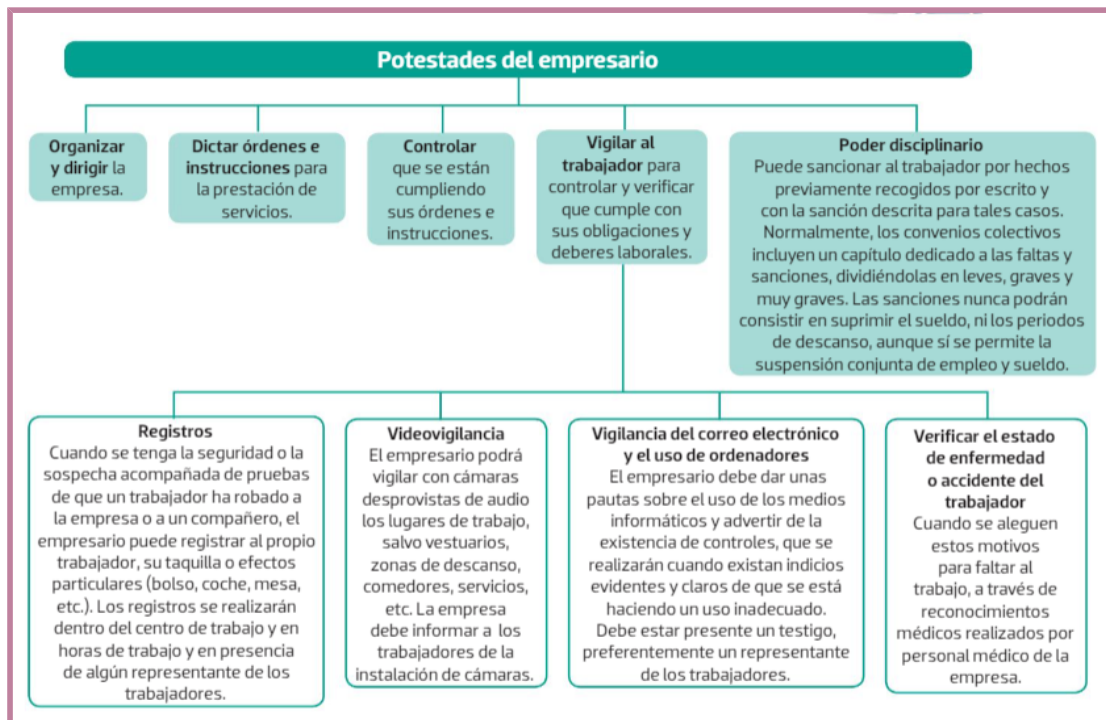 Potestades del empresario
Organizar
y dirigir la
empresa.
Dictar órdenes e
instrucciones para
la prestación de
servicios.
Controlar
que se están
cumpliendo
sus órdenes e
instrucciones.
Vigilar al
trabajador para
controlar y verificar
que cumple con
sus obligaciones y
deberes laborales.
Poder disciplinario
Puede sancionar al trabajador por hechos
previamente recogidos por escrito y
con la sanción descrita para tales casos.
Normalmente, los convenios colectivos
incluyen un capítulo dedicado a las faltas y
sanciones, dividiéndolas en leves, graves y
muy graves. Las sanciones nunca podrán
consistir en suprimir el sueldo, ni los periodos
de descanso, aunque sí se permite la
suspensión conjunta de empleo y sueldo.
Registros
Cuando se tenga la seguridad o la
sospecha acompañada de pruebas
de que un trabajador ha robado a
la empresa o a un compañero, el
empresario puede registrar al propio
trabajador, su taquilla o efectos
particulares (bolso, coche, mesa,
etc.). Los registros se realizarán
dentro del centro de trabajo y en
horas de trabajo y en presencia
de algún representante de los
trabajadores.
Videovigilancia
El empresario podrá
vigilar con cámaras
desprovistas de audio
los lugares de trabajo,
salvo vestuarios,
zonas de descanso,
comedores, servicios,
etc. La empresa
debe informar a los
trabajadores de la
instalación de cámaras.
Vigilancia del correo electrónico
y el uso de ordenadores
El empresario debe dar unas
pautas sobre el uso de los medios
informáticos y advertir de la
existencia de controles, que se
realizarán cuando existan indicios
evidentes y claros de que se está
haciendo un uso inadecuado.
Debe estar presente un testigo,
preferentemente un representante
de los trabajadores.
Verificar el estado
de enfermedad
o accidente del
trabajador
Cuando se aleguen
estos motivos
para faltar al
trabajo, a través de
reconocimientos
médicos realizados por
personal médico de la
empresa.